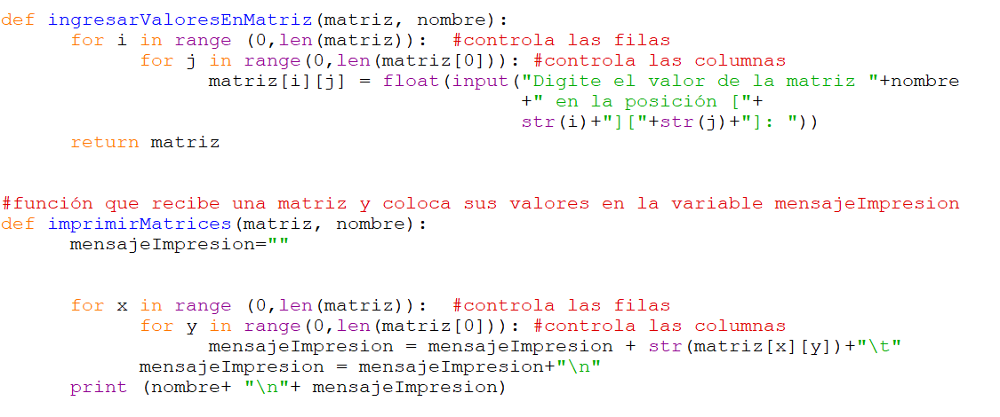 def ingresarValoresEnMatriz(matriz, nombre):
for i in range (0,len(matriz)):  #controla las filas
for j in range(0,len(matriz[0])): #controla las columnas
matriz[i][j] = float(input("Digite el valor de la matriz "+nombre
+" en la posición ["+
str(i)+"]["+str(j)+"]: "))
return matriz
#función que recibe una matriz y coloca sus valores en la variable mensajeImpresion
def imprimirMatrices(matriz, nombre):
mensajeImpresion=""
for x in range (0,len(matriz)):  #controla las filas
for y in range(0,len(matriz[0])): #controla las columnas
mensajeImpresion = mensajeImpresion + str(matriz[x][y])+"\t"
mensajeImpresion = mensajeImpresion+"\n"
print (nombre+ "\n"+ mensajeImpresion)